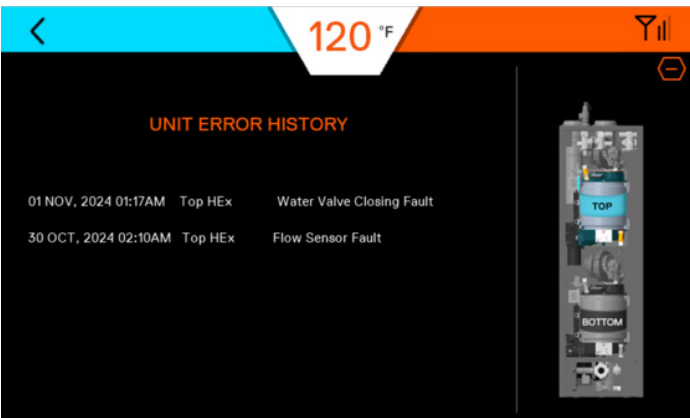 120 °F
UNIT ERROR HISTORY
01 NOV, 2024 01:17AM Top HEx Water Valve Closing Fault
30 OCT, 2024 02:10AM Top HEx Flow Sensor Fault
TOP
BOTTOM